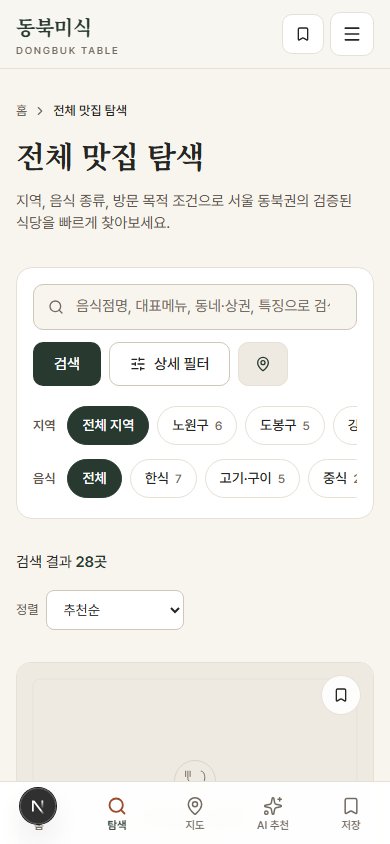 동북미식
DONGBUK TABLE
홈 > 전체 맛집 탐색
전체 맛집 탐색
지역, 음식 종류, 방문 목적 조건으로 서울 동북권의 검증된
식당을 빠르게 찾아보세요.
음식점명, 대표메뉴, 동네·상권, 특징으로
검색 상세 필터
지역 전체 지역 노원구 6 도봉구 5
음식 전체 한식 7 고기·구이 5 중식
검색 결과 28곳
정렬 추천순
N
홈 탐색 지도 AI 추천 저장